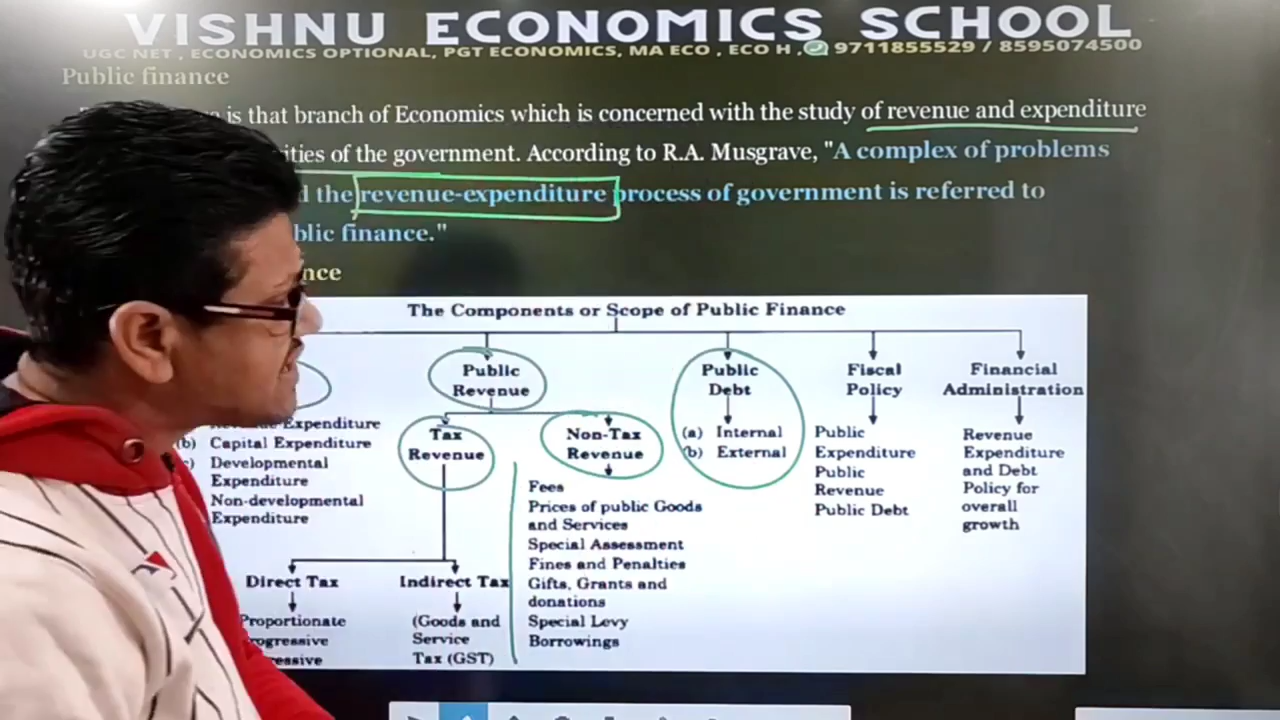 VISHNU ECONOMICS SCHOOL
UGC NET , ECONOMICS OPTIONAL, PGT ECONOMICS, MA ECO , ECO H , 9711855529 / 8595074500
Public finance
is that branch of Economics which is concerned with the study of revenue and expenditure
ities of the government. According to R.A. Musgrave, "A complex of problems
d the revenue-expenditure process of government is referred to
blic finance."
nce
The Components or Scope of Public Finance
Public
Revenue
Public
Debt
Fiscal
Policy
Financial
Administration
Expenditure
(b) Capital Expenditure
Developmental
Expenditure
Non-developmental
Expenditure
Tax
Revenue
Non-Tax
Revenue
(a) Internal
(b) External
Public
Expenditure
Public
Revenue
Public Debt
Revenue
Expenditure
and Debt
Policy for
overall
growth
Fees
Prices of public Goods
and Services
Special Assessment
Fines and Penalties
Gifts, Grants and
donations
Special Levy
Borrowings
Direct Tax
Proportionate
rogressive
ressive
Indirect Tax
(Goods and
Service
Tax (GST)